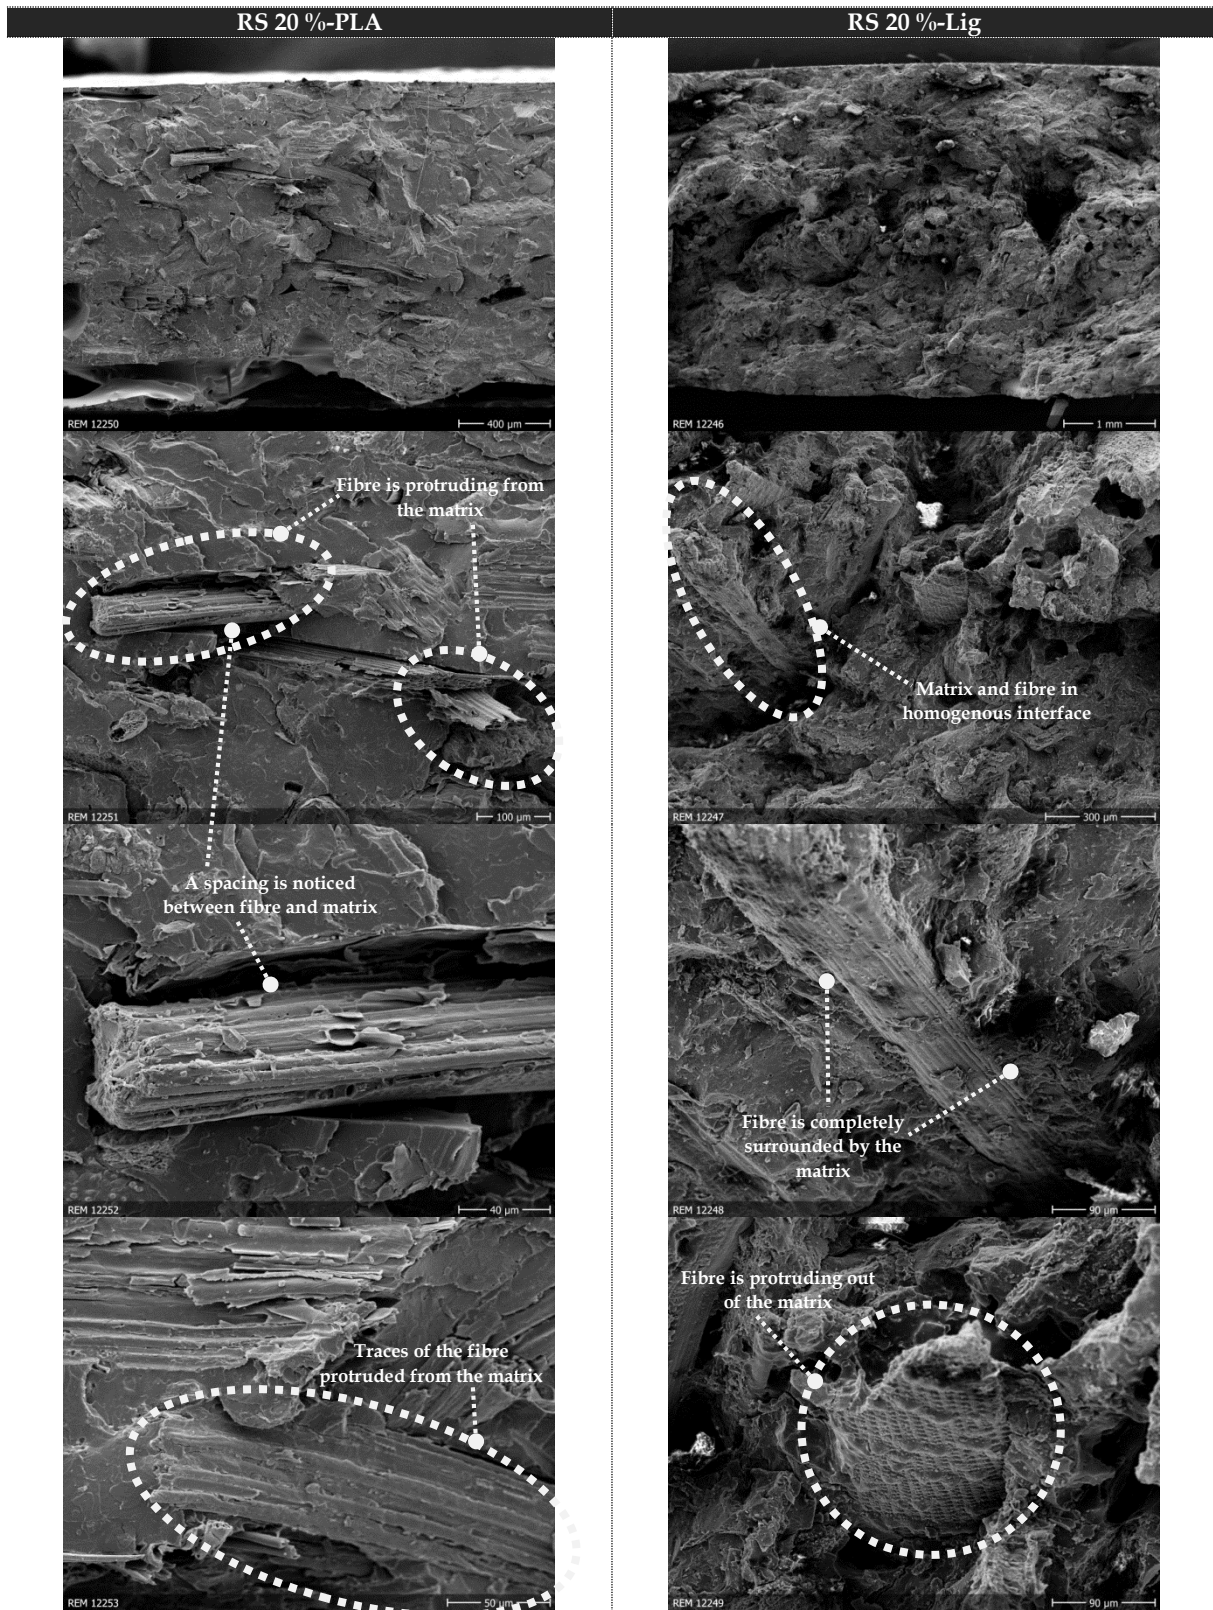 RS 20 %-PLA
RS 20 %-Lig
REM 12250
400 µm
REM 12246
1 mm
Fibre is protruding from
the matrix
REM 12251
100 µm
Matrix and fibre in
homogenous interface
REM 12247
300 µm
A spacing is noticed
between fibre and matrix
REM 12252
40 µm
Fibre is completely
surrounded by the
matrix
REM 12248
90 µm
Traces of the fibre
protruded from the matrix
REM 12253
50 µm
Fibre is protruding out
of the matrix
REM 12249
90 µm